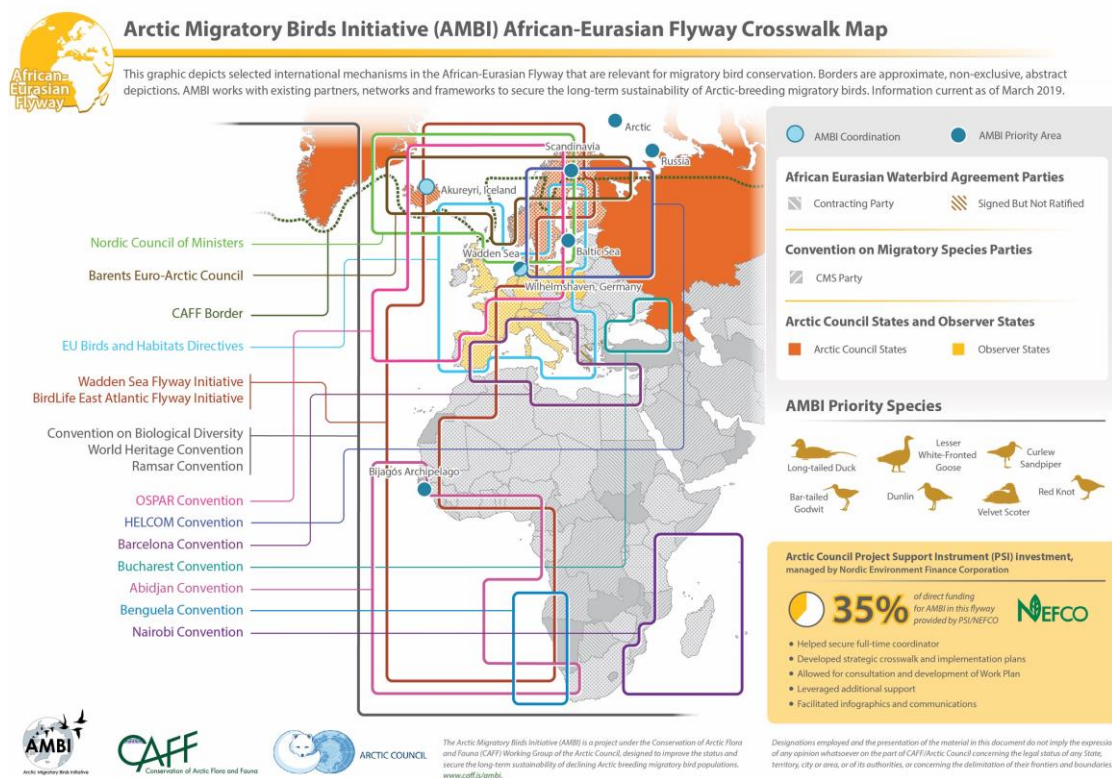 Arctic Migratory Birds Initiative (AMBI) African-Eurasian Flyway Crosswalk Map
African-
Eurasian
Flyway
This graphic depicts selected international mechanisms in the African-Eurasian Flyway that are relevant for migratory bird conservation. Borders are approximate, non-exclusive, abstract
depictions. AMBI works with existing partners, networks and frameworks to secure the long-term sustainability of Arctic-breeding migratory birds. Information current as of March 2019.
Arctic
Scandinavia
Russia
Akureyri, Iceland
Wadden Sea
Baltic Sea
Wilhelmshaven, Germany
Bijagós Archipelago
Nordic Council of Ministers
Barents Euro-Arctic Council
CAFF Border
EU Birds and Habitats Directives
Wadden Sea Flyway Initiative
BirdLife East Atlantic Flyway Initiative
Convention on Biological Diversity
World Heritage Convention
Ramsar Convention
OSPAR Convention
HELCOM Convention
Barcelona Convention
Bucharest Convention
Abidjan Convention
Benguela Convention
Nairobi Convention
AMBI Coordination
AMBI Priority Area
African Eurasian Waterbird Agreement Parties
Contracting Party
Signed But Not Ratified
Convention on Migratory Species Parties
CMS Party
Arctic Council States and Observer States
Arctic Council States
Observer States
AMBI Priority Species
Long-tailed Duck
Lesser
White-Fronted
Goose
Curlew
Sandpiper
Bar-tailed
Godwit
Dunlin
Velvet Scoter
Red Knot
Arctic Council Project Support Instrument (PSI) investment,
managed by Nordic Environment Finance Corporation
35%
of direct funding
for AMBI in this flyway
provided by PSI/NEFCO
NEFCO
• Helped secure full-time coordinator
• Developed strategic crosswalk and implementation plans
• Allowed for consultation and development of Work Plan
• Leveraged additional support
• Facilitated infographics and communications
AMBI
Arctic Migratory Birds Initiative
CAFF
Conservation of Arctic Flora and Fauna
ARCTIC COUNCIL
The Arctic Migratory Birds Initiative (AMBI) is a project under the Conservation of Arctic Flora
and Fauna (CAFF) Working Group of the Arctic Council, designed to improve the status and
secure the long-term sustainability of declining Arctic breeding migratory bird populations.
www.caff.is/ambi.
Designations employed and the presentation of the material in this document do not imply the expression
of any opinion whatsoever on the part of CAFF/Arctic Council concerning the legal status of any State,
territory, city or area, or of its authorities, or concerning the delimitation of their frontiers and boundaries